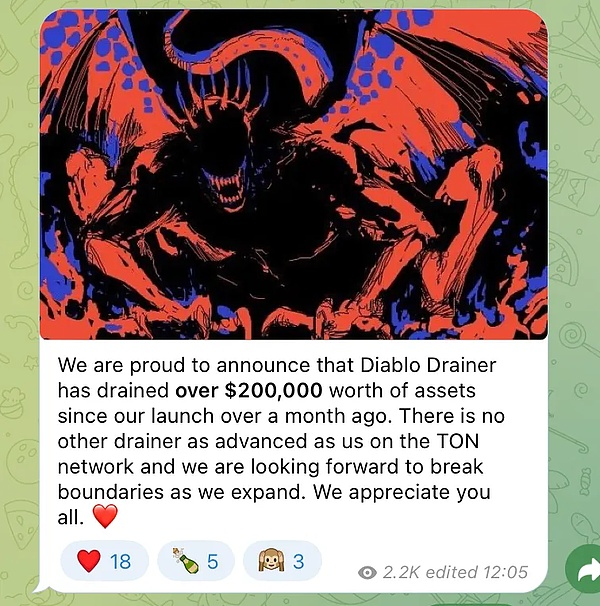 We are proud to announce that Diablo Drainer
has drained over $200,000 worth of assets
since our launch over a month ago. There is no
other drainer as advanced as us on the TON
network and we are looking forward to break
boundaries as we expand. We appreciate you
all. ❤️
❤️ 18 🍾 5 🙉 3
2.2K edited 12:05